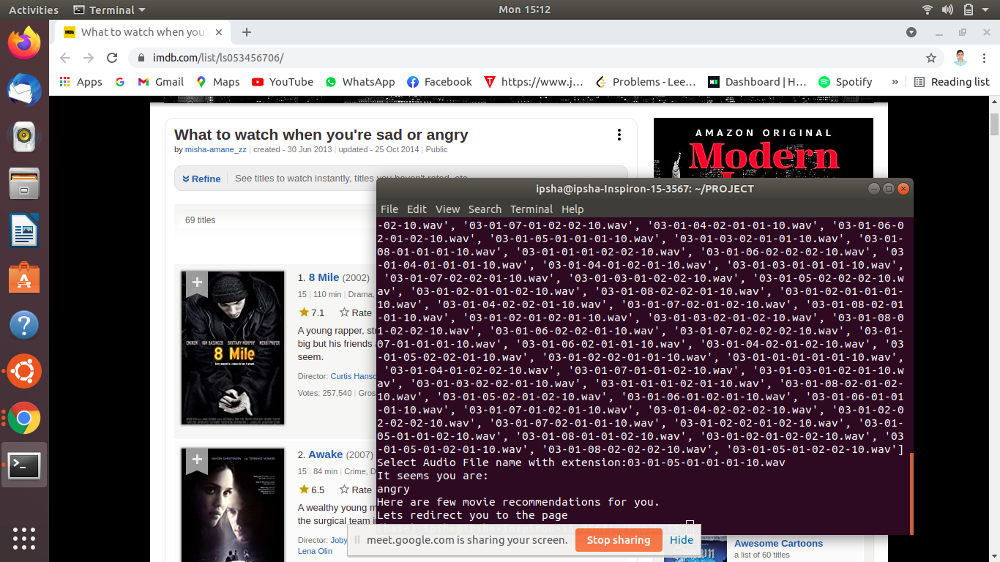 Activities
Terminal
Mon 15:12
What to watch when you'
imdb.com/list/ls053456706/
Apps
Gmail
Maps
YouTube
WhatsApp
Facebook
https://www.j…
Problems - Lee…
Dashboard | H…
Spotify
»
Reading list
What to watch when you're sad or angry
by misha-amane_zz | created - 30 Jun 2013 | updated - 25 Oct 2014 | Public
Refine
See titles to watch instantly, titles you haven't rated, etc
69 titles
AMAZON ORIGINAL
Modern
1. 8 Mile (2002)
15 | 110 min | Drama,
7.1 Rate
A young rapper, str
big but his friends
seem.
Director: Curtis Hanso
Votes: 257,540 | Gros
EMINEM KIM BASINGER BRITTANY MURPHY MEKHI PHIFER
8 MILE
2. Awake (2007)
15 | 84 min | Crime, D
6.5 Rate
A wealthy young m
the surgical team i
Director: Joby
Lena Olin
HAYDEN CHRISTENSEN JESSICA ALBA AND TERRENCE HOWARD
ipsha@ipsha-Inspiron-15-3567: ~/PROJECT
File Edit View Search Terminal Help
-02-10.wav', '03-01-07-01-02-02-10.wav', '03-01-04-02-01-01-10.wav', '03-01-06-0
2-01-02-10.wav', '03-01-05-01-01-01-10.wav', '03-01-03-02-01-01-10.wav', '03-01-
08-01-01-01-10.wav', '03-01-01-01-02-02-10.wav', '03-01-06-02-02-02-10.wav', '03
-01-04-01-01-01-10.wav', '03-01-04-01-02-01-10.wav', '03-01-03-01-01-01-10.wav',
 '03-01-07-02-02-01-10.wav', '03-01-03-01-02-02-10.wav', '03-01-05-02-02-02-10.w
av', '03-01-02-01-01-02-10.wav', '03-01-08-02-02-01-10.wav', '03-01-02-01-01-01-
10.wav', '03-01-04-02-02-01-10.wav', '03-01-07-02-01-02-10.wav', '03-01-08-02-01
-01-10.wav', '03-01-02-01-02-01-10.wav', '03-01-03-02-01-02-10.wav', '03-01-08-0
1-02-02-10.wav', '03-01-06-02-02-01-10.wav', '03-01-07-02-02-02-10.wav', '03-01-
07-01-01-01-10.wav', '03-01-06-02-01-01-10.wav', '03-01-04-02-01-02-10.wav', '03
-01-05-02-02-01-10.wav', '03-01-02-01-02-02-10.wav', '03-01-01-01-01-01-10.wav',
 '03-01-04-01-02-02-10.wav', '03-01-07-01-01-02-10.wav', '03-01-03-01-02-01-10.w
av', '03-01-03-02-02-01-10.wav', '03-01-01-01-02-01-10.wav', '03-01-08-02-01-02-
10.wav', '03-01-05-02-01-02-10.wav', '03-01-06-01-02-01-10.wav', '03-01-06-01-01
-01-10.wav', '03-01-07-01-02-01-10.wav', '03-01-04-02-02-02-10.wav', '03-01-02-0
2-02-02-10.wav', '03-01-07-02-01-01-10.wav', '03-01-02-02-01-02-10.wav', '03-01-
05-01-01-02-10.wav', '03-01-08-01-01-02-10.wav', '03-01-02-02-02-01-10.wav', '03
-01-05-01-02-01-10.wav','03-01-08-02-02-02-10.wav', '03-01-05-01-02-02-10.wav']
Select Audio File name with extension:03-01-05-01-01-01-10.wav
It seems you are:
angry
Here are few movie recommendations for you.
Lets redirect you to the page
meet.google.com is sharing your screen.
Stop sharing
Hide
Awesome Cartoons
a list of 60 titles